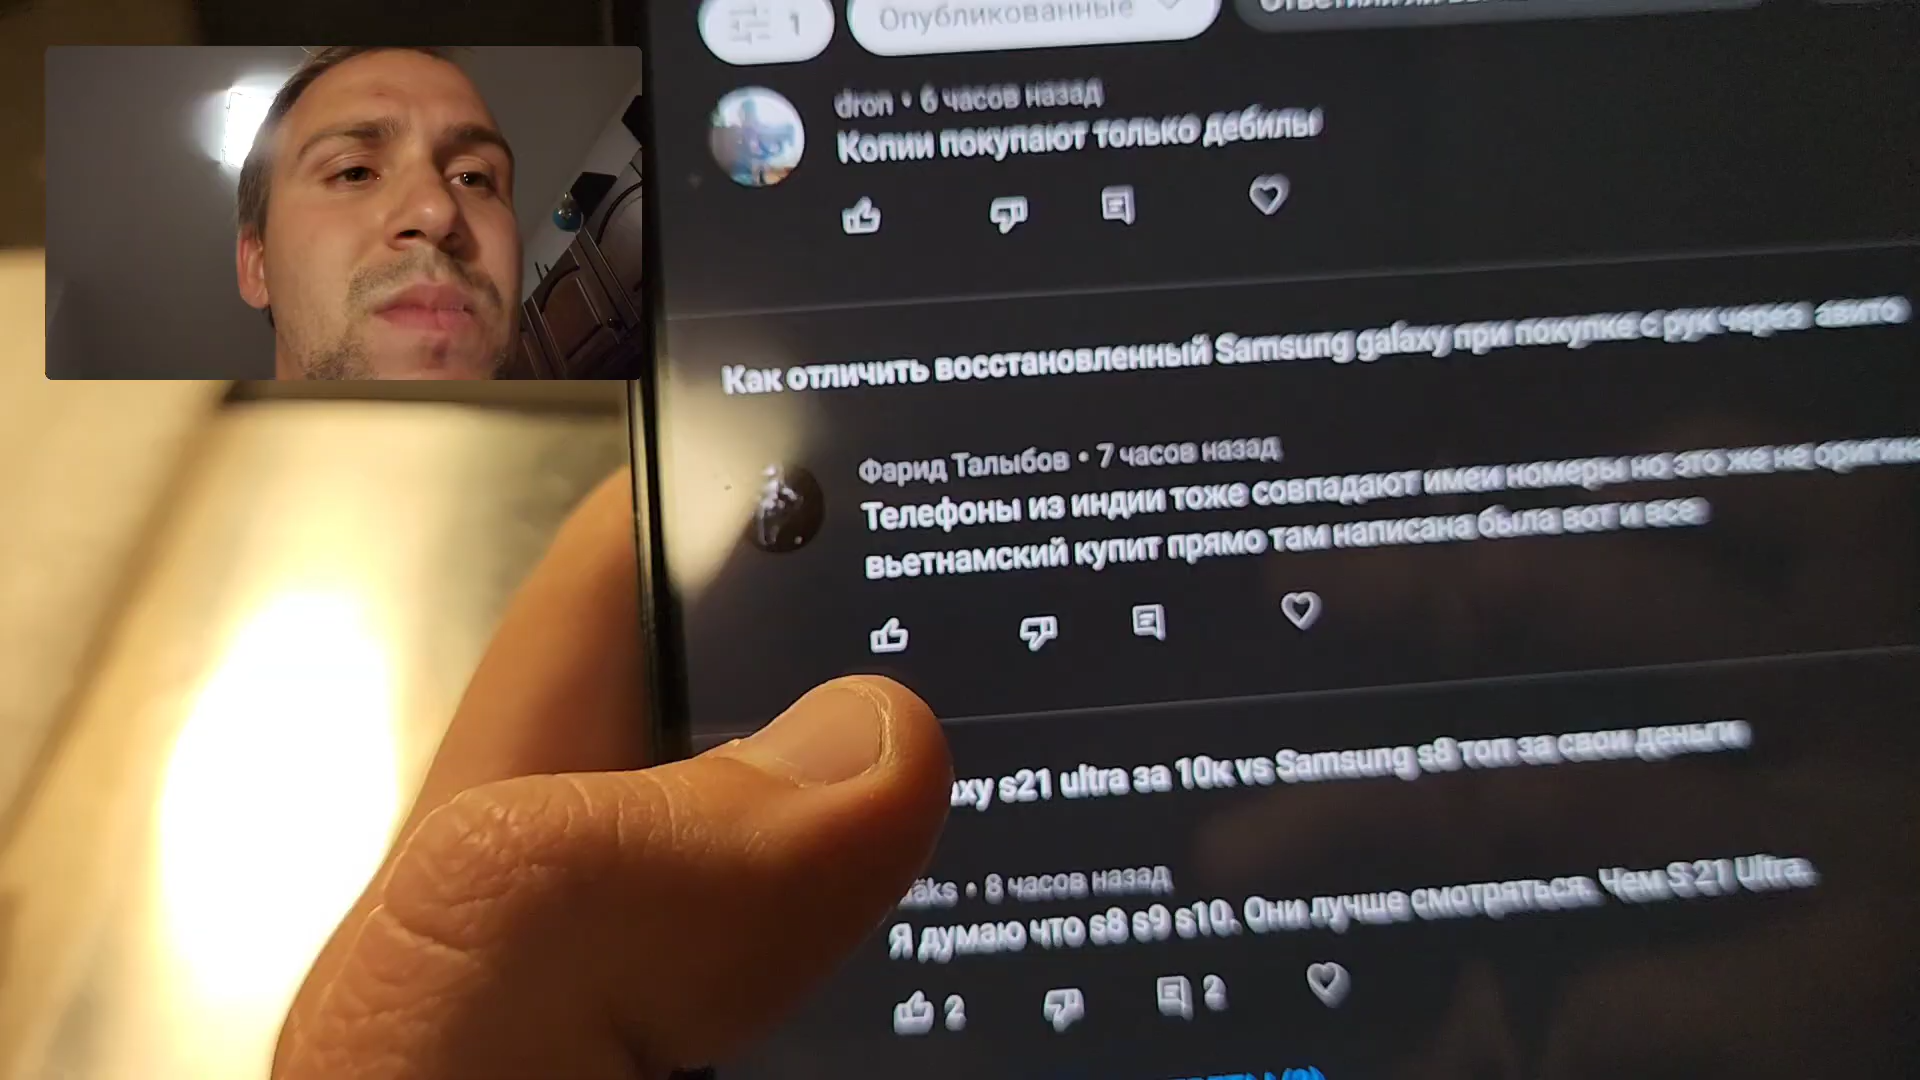 1
Опубликованные
dron • 6 часов назад
Копии покупают только дебилы
Как отличить восстановленный Samsung galaxy при покупке с рук через авито
Фарид Талыбов • 7 часов назад
Телефоны из индии тоже совпадают имеи номеры но это же не оригина
вьетнамский купит прямо там написана была вот и все
axy s21 ultra за 10к vs Samsung s8 топ за свои деньги
äks • 8 часов назад
Я думаю что s8 s9 s10. Они лучше смотряться. Чем S 21 Ultra.
2
2